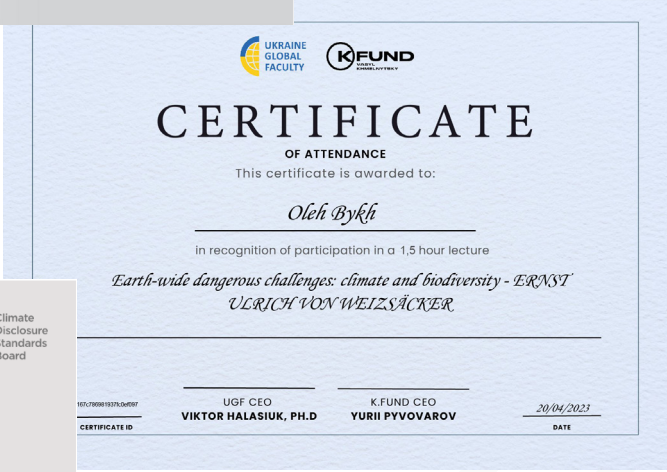 UKRAINE
GLOBAL
FACULTY
K.FUND
VASYL
KHMELNYTSKY
CERTIFICATE
OF ATTENDANCE
This certificate is awarded to:
Oleh Bykh
in recognition of participation in a 1,5 hour lecture
Earth-wide dangerous challenges: climate and biodiversity - ERNST
ULRICH VON WEIZSÄCKER
Climate
Disclosure
Standards
Board
UGF CEO
VIKTOR HALASIUK, PH.D
K.FUND CEO
YURII PYVOVAROV
20/04/2023
CERTIFICATE ID
DATE